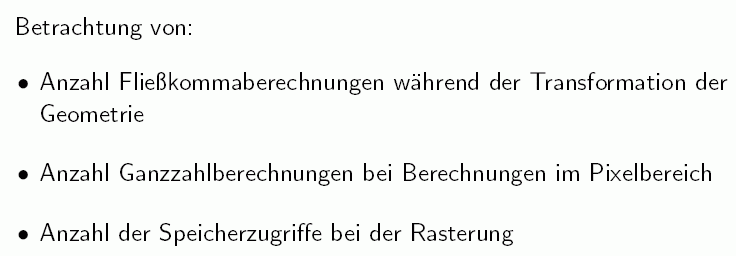 Betrachtung von:
• Anzahl Fließkommaberechnungen während der Transformation der
Geometrie
• Anzahl Ganzzahlberechnungen bei Berechnungen im Pixelbereich
• Anzahl der Speicherzugriffe bei der Rasterung